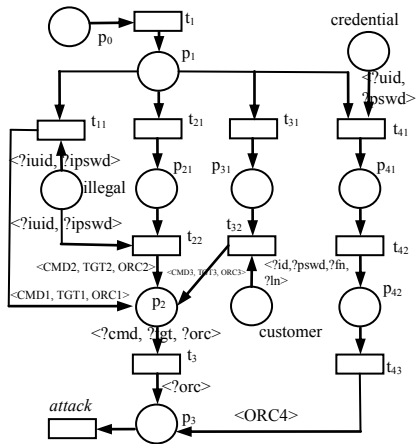 t1
credential
p0
p1
<?uid,
?pswd>
t11
t21
t31
t41
<?iuid, ?ipswd>
p21
p31
p41
illegal
<?iuid, ?ipswd>
t32
t22
<?id,?pswd,?fn,
?ln>
t42
<CMD2, TGT2, ORC2>
<CMD3, TGT3, ORC3>
<CMD1, TGT1, ORC1>
p2
p42
customer
<?cmd, ?tgt, ?orc>
t3
t43
<?orc>
attack
<ORC4>
p3